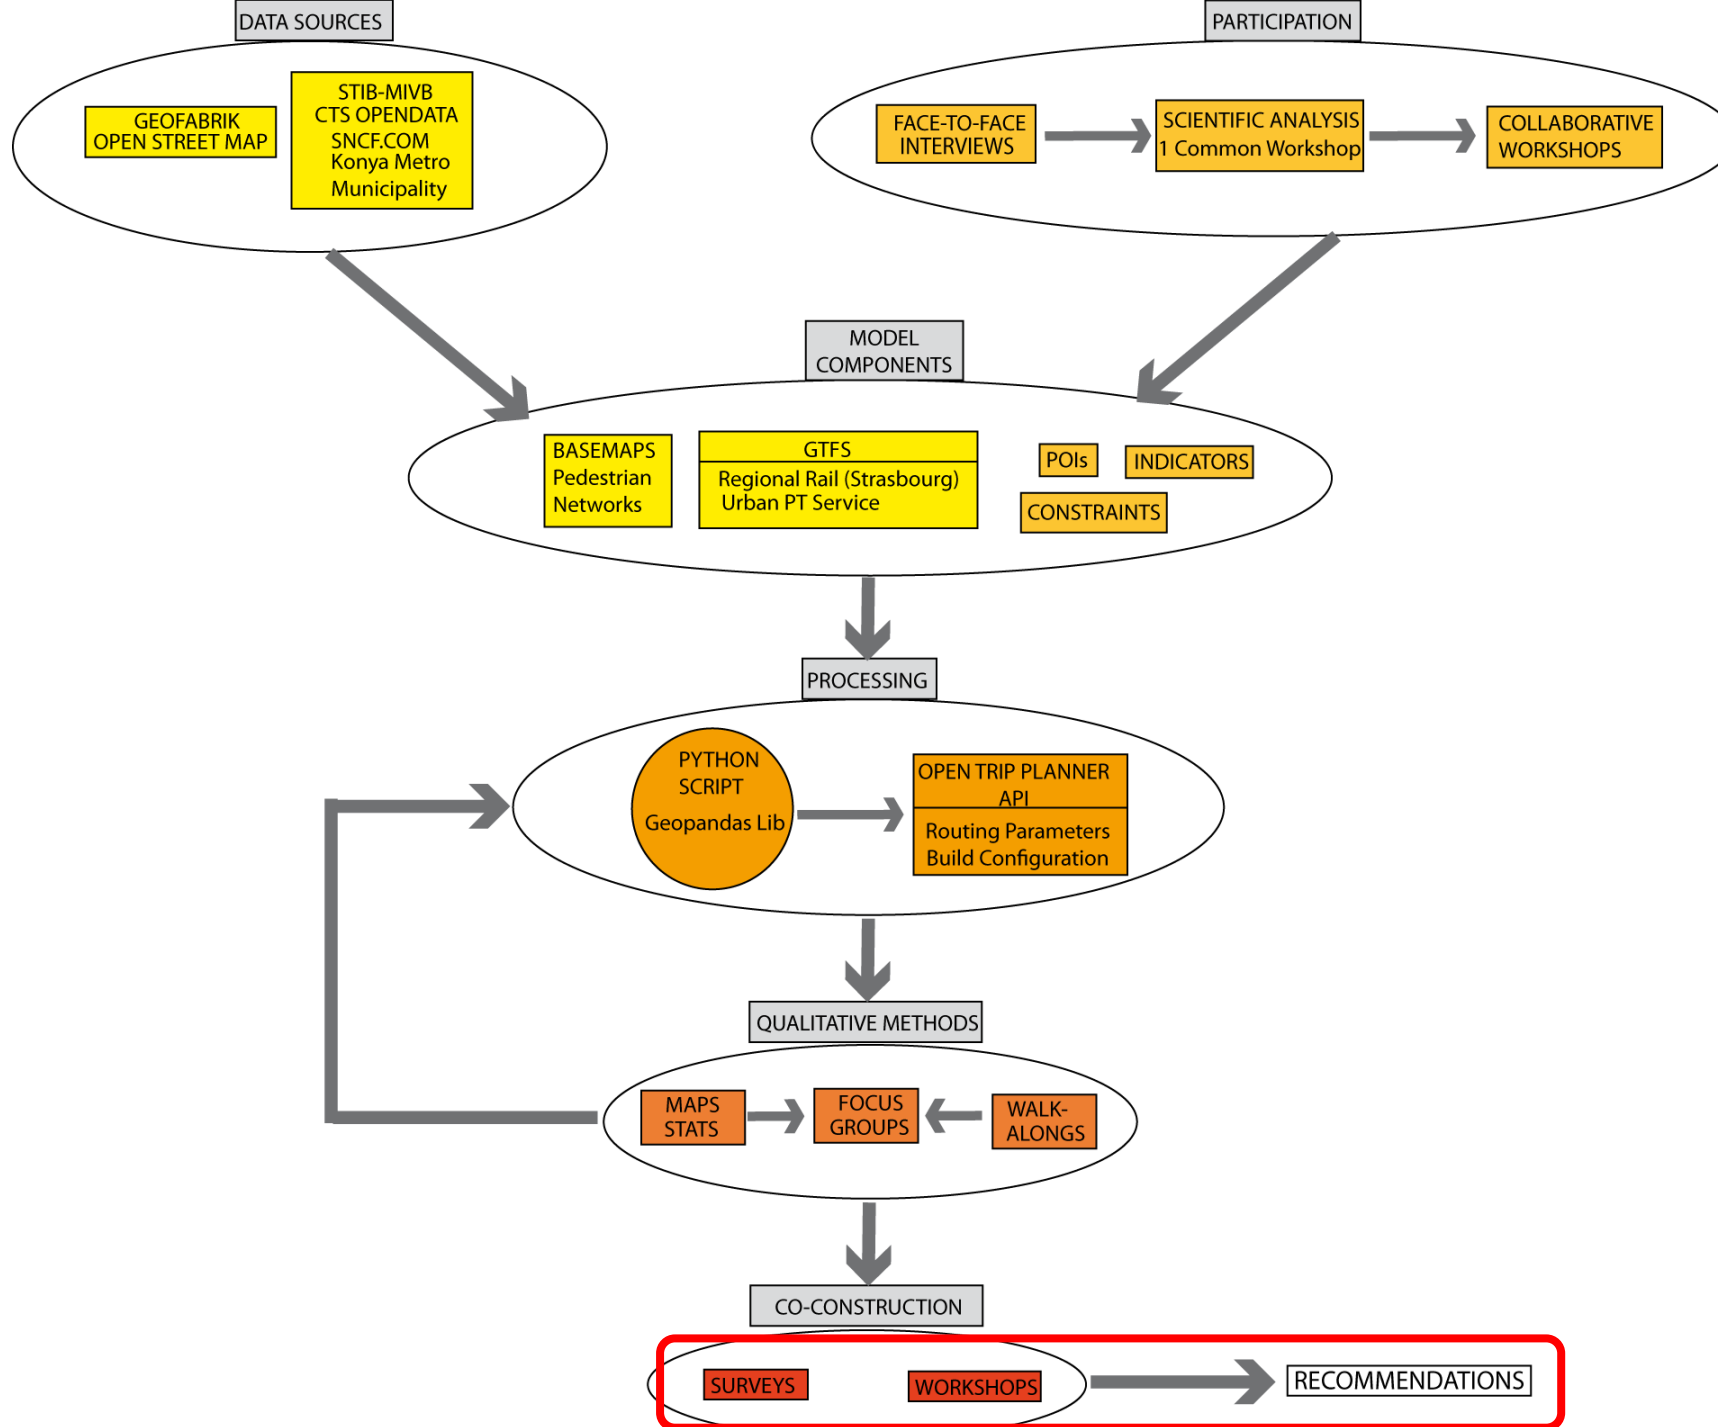 DATA SOURCES
GEOFABRIK
OPEN STREET MAP
STIB-MIVB
CTS OPENDATA
SNCF.COM
Konya Metro
Municipality
PARTICIPATION
FACE-TO-FACE
INTERVIEWS
SCIENTIFIC ANALYSIS
1 Common Workshop
COLLABORATIVE
WORKSHOPS
MODEL
COMPONENTS
BASEMAPS
Pedestrian
Networks
GTFS
Regional Rail (Strasbourg)
Urban PT Service
POIs
INDICATORS
CONSTRAINTS
PROCESSING
PYTHON
SCRIPT
Geopandas Lib
OPEN TRIP PLANNER
API
Routing Parameters
Build Configuration
QUALITATIVE METHODS
MAPS
STATS
FOCUS
GROUPS
WALK-
ALONGS
CO-CONSTRUCTION
SURVEYS
WORKSHOPS
RECOMMENDATIONS